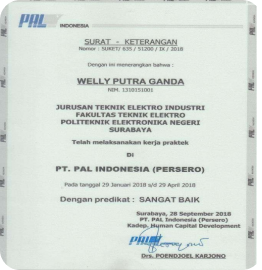 PAL INDONESIA
SURAT - KETERANGAN
Nomor : SUKET/ 635 / 51200 / IX / 2018
Dengan ini menerangkan bahwa :
WELLY PUTRA GANDA
NIM. 1310151001
JURUSAN TEKNIK ELEKTRO INDUSTRI
FAKULTAS TEKNIK ELEKTRO
POLITEKNIK ELEKTRONIKA NEGERI
SURABAYA
Telah melaksanakan kerja praktek
DI
PT. PAL INDONESIA (PERSERO)
Pada tanggal 29 Januari 2018 s/d 29 April 2018
Dengan predikat : SANGAT BAIK
Surabaya, 28 September 2018
PT. PAL Indonesia (Persero)
Kadep. Human Capital Development
PAL
Drs. POENDJOEL KARJONO